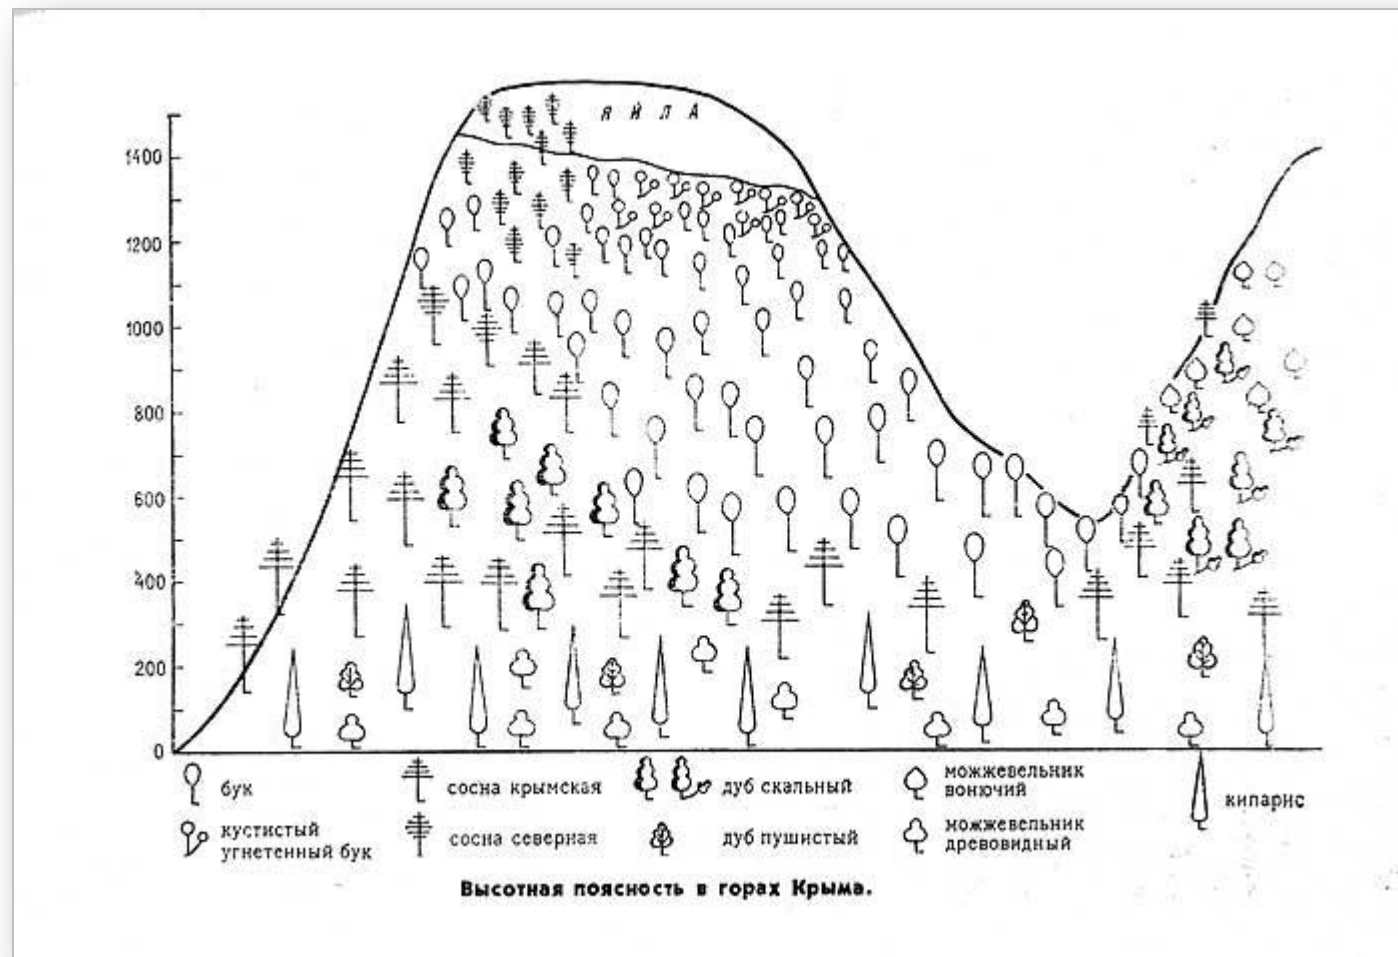 ЯЙЛА
1400
1200
1000
800
600
400
200
0
бук
сосна крымская
дуб скальный
можжевельник
вонючий
кипарис
кустистый
угнетенный бук
сосна северная
дуб пушистый
можжевельник
древовидный
Высотная поясность в горах Крыма.